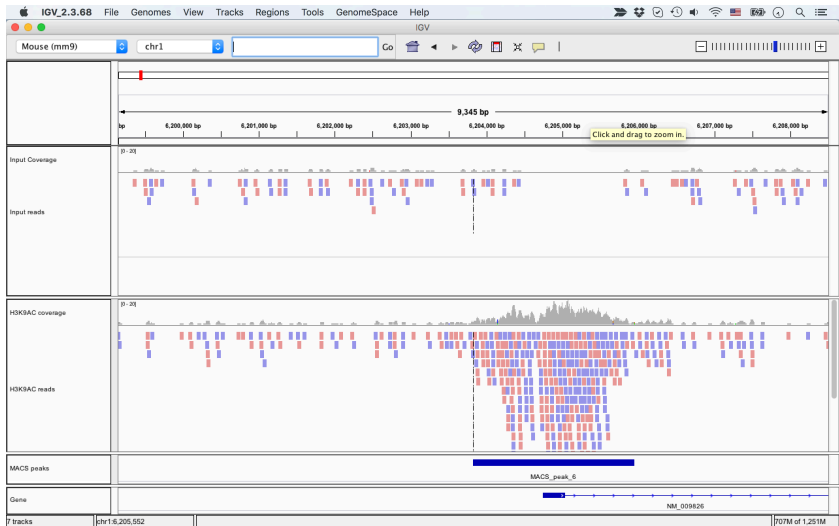 IGV_2.3.68 File Genomes View Tracks Regions Tools GenomeSpace Help
IGV
Mouse (mm9) chr1 Go
9,345 bp
bp 6,200,000 bp 6,201,000 bp 6,202,000 bp 6,203,000 bp 6,204,000 bp 6,205,000 bp 6,206,000 bp 6,207,000 bp 6,208,000 bp
Click and drag to zoom in.
[0 - 20]
Input Coverage
Input reads
[0 - 20]
H3K9AC coverage
H3K9AC reads
MACS peaks
MACS_peak_6
Gene
NM_009826
7 tracks chr1:6,205,552 707M of 1,251M